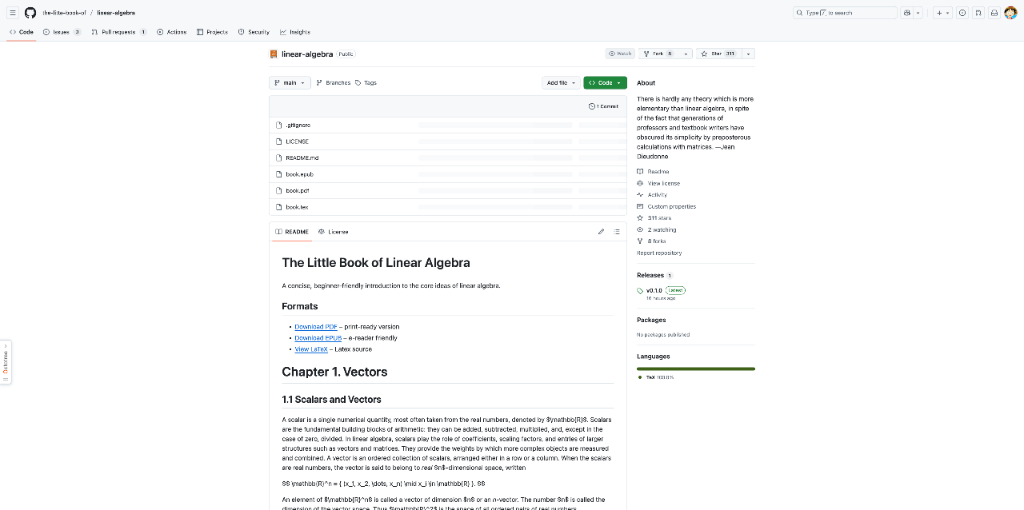 the-litte-book-of / linear-algebra
Type / to search
Code Issues 3 Pull requests 1 Actions Projects Security Insights
linear-algebra Public
Watch Fork 8 Star 311
main Branches Tags Add file Code
1 Commit
.gitignore
LICENSE
README.md
book.epub
book.pdf
book.tex
README License
The Little Book of Linear Algebra
A concise, beginner-friendly introduction to the core ideas of linear algebra.
Formats
• Download PDF – print-ready version
• Download EPUB – e-reader friendly
• View LaTeX – Latex source
Chapter 1. Vectors
1.1 Scalars and Vectors
A scalar is a single numerical quantity, most often taken from the real numbers, denoted by $\mathbb{R}$. Scalars
are the fundamental building blocks of arithmetic: they can be added, subtracted, multiplied, and, except in the
case of zero, divided. In linear algebra, scalars play the role of coefficients, scaling factors, and entries of larger
structures such as vectors and matrices. They provide the weights by which more complex objects are measured
and combined. A vector is an ordered collection of scalars, arranged either in a row or a column. When the scalars
are real numbers, the vector is said to belong to real $n$-dimensional space, written
$$ \mathbb{R}^n = { (x_1, x_2, \dots, x_n) \mid x_i \in \mathbb{R} }. $$
An element of $\mathbb{R}^n$ is called a vector of dimension $n$ or an n-vector. The number $n$ is called the
dimension of the vector space. Thus $\mathbb{R}^2$ is the space of all ordered pairs of real numbers,
About
There is hardly any theory which is more
elementary than linear algebra, in spite
of the fact that generations of
professors and textbook writers have
obscured its simplicity by preposterous
calculations with matrices. —Jean
Dieudonne
Readme
View license
Activity
Custom properties
311 stars
2 watching
8 forks
Report repository
Releases 1
v0.1.0 Latest
16 hours ago
Packages
No packages published
Languages
TeX 100.0%
Outline